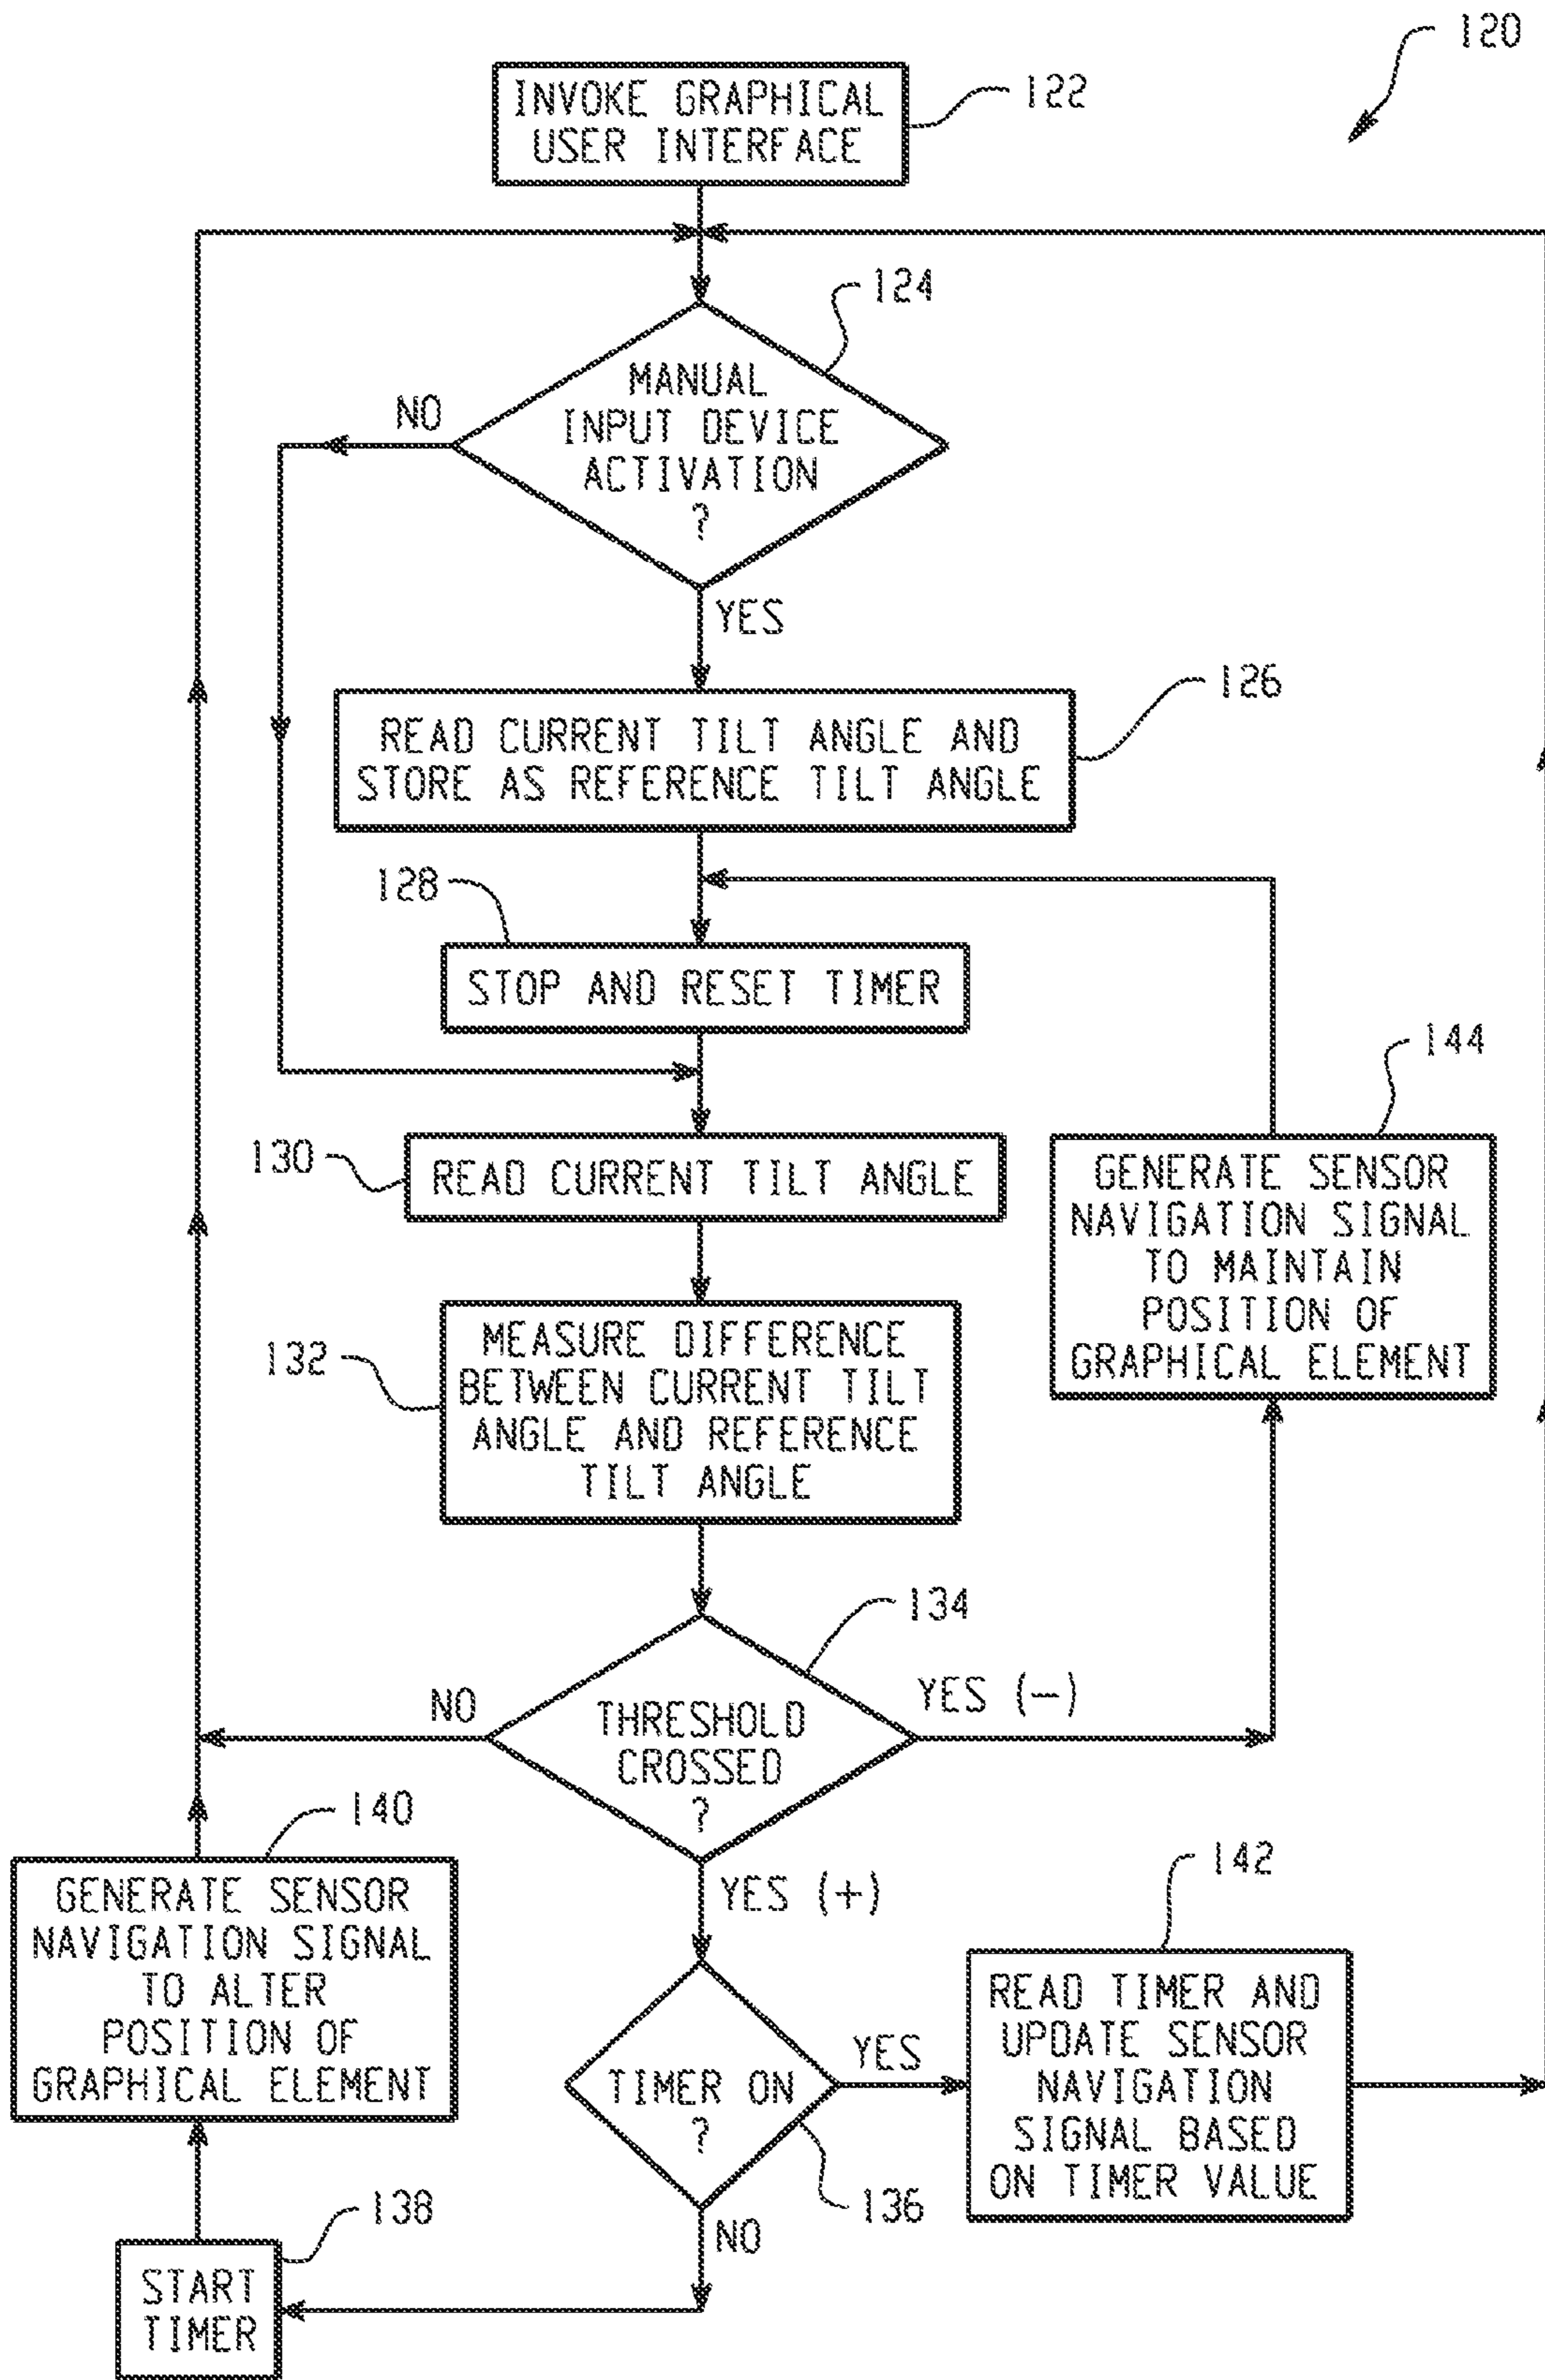 120
INVOKE GRAPHICAL
USER INTERFACE
122
124
MANUAL
INPUT DEVICE
ACTIVATION
?
NO
YES
126
READ CURRENT TILT ANGLE AND
STORE AS REFERENCE TILT ANGLE
128
STOP AND RESET TIMER
130
READ CURRENT TILT ANGLE
144
GENERATE SENSOR
NAVIGATION SIGNAL
TO MAINTAIN
POSITION OF
GRAPHICAL ELEMENT
132
MEASURE DIFFERENCE
BETWEEN CURRENT TILT
ANGLE AND REFERENCE
TILT ANGLE
134
THRESHOLD
CROSSED
?
NO
YES (—)
YES (+)
140
GENERATE SENSOR
NAVIGATION SIGNAL
TO ALTER
POSITION OF
GRAPHICAL ELEMENT
142
READ TIMER AND
UPDATE SENSOR
NAVIGATION
SIGNAL BASED
ON TIMER VALUE
TIMER ON
?
YES
136
NO
138
START
TIMER